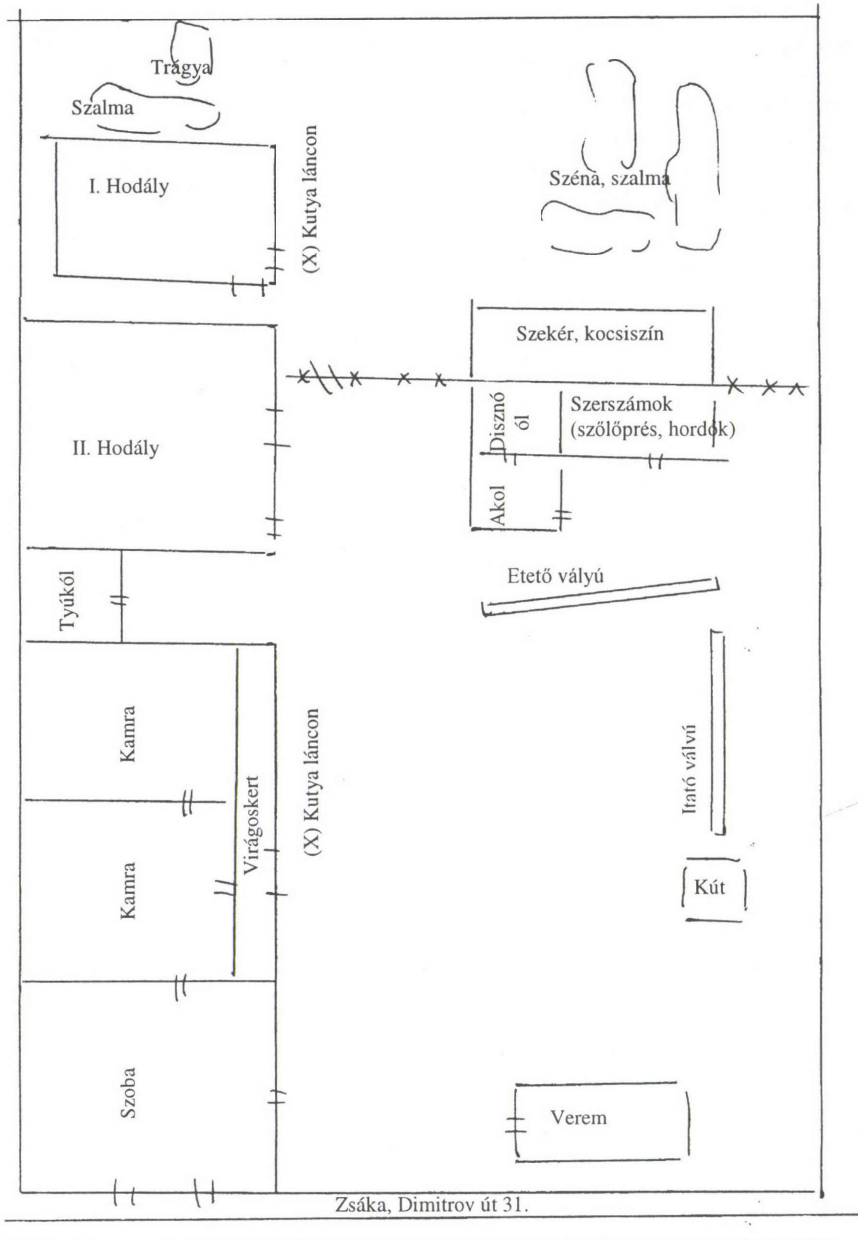 Trágya
Szalma
I. Hodály
(X) Kutya láncon
Széna, szalma
Szekér, kocsiszín
Disznó
ól
Szerszámok
(szőlőprés, hordók)
II. Hodály
Akol
Etető vályú
Tyúkól
Kamra
Virágoskert
(X) Kutya láncon
Itató vályú
Kamra
Kút
Szoba
Verem
Zsáka, Dimitrov út 31.